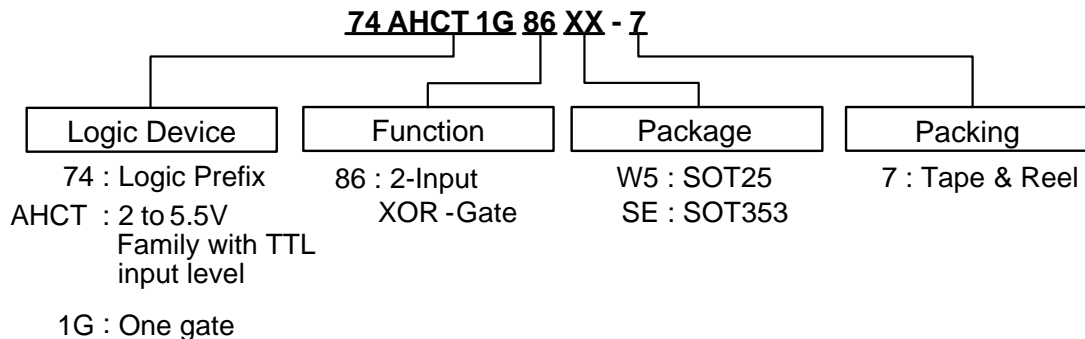 74 AHCT 1G 86 XX - 7
Logic Device
74 : Logic Prefix
AHCT : 2 to 5.5V
Family with TTL
input level
1G : One gate
Function
86 : 2-Input
XOR -Gate
Package
W5 : SOT25
SE : SOT353
Packing
7 : Tape & Reel